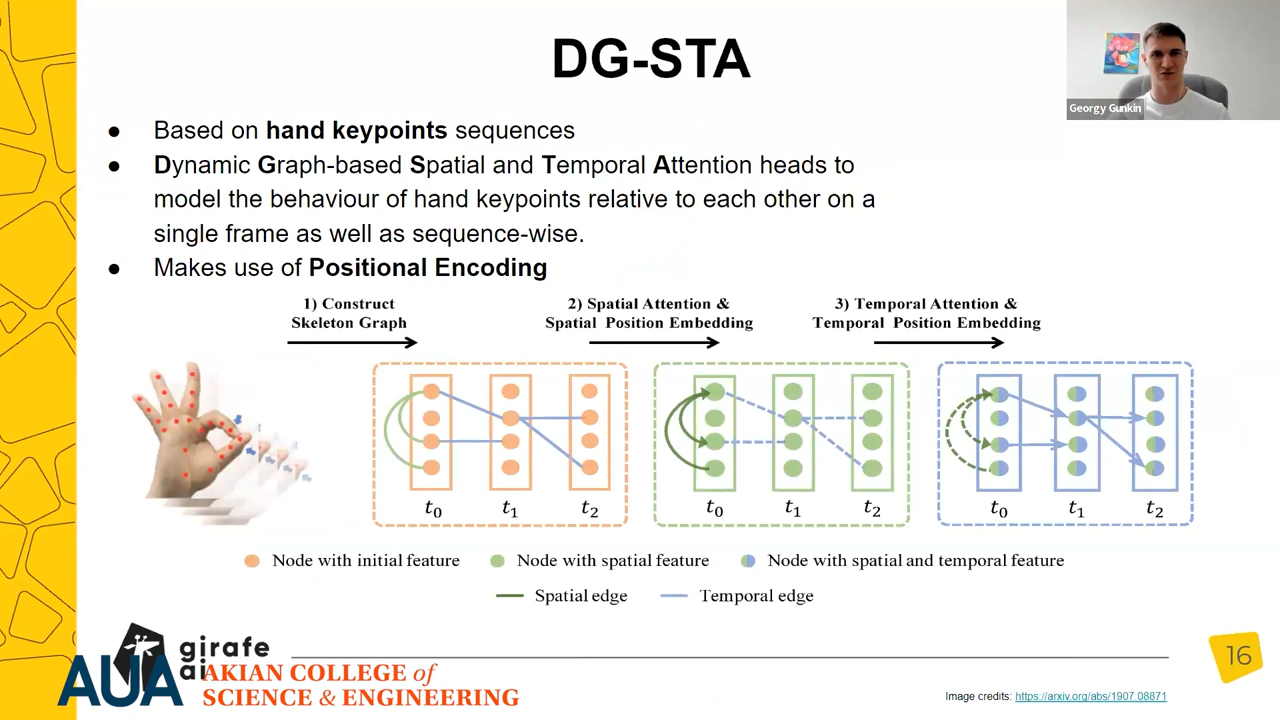 DG-STA
Georgy Gunkin
● Based on hand keypoints sequences
● Dynamic Graph-based Spatial and Temporal Attention heads to
model the behaviour of hand keypoints relative to each other on a
single frame as well as sequence-wise.
● Makes use of Positional Encoding
1) Construct
Skeleton Graph
2) Spatial Attention &
Spatial Position Embedding
3) Temporal Attention &
Temporal Position Embedding
t0 t1 t2
t0 t1 t2
t0 t1 t2
Node with initial feature
Node with spatial feature
Node with spatial and temporal feature
Spatial edge
Temporal edge
girafe
ai
AUA
AKIAN COLLEGE of
SCIENCE & ENGINEERING
16
Image credits: https://arxiv.org/abs/1907.08871